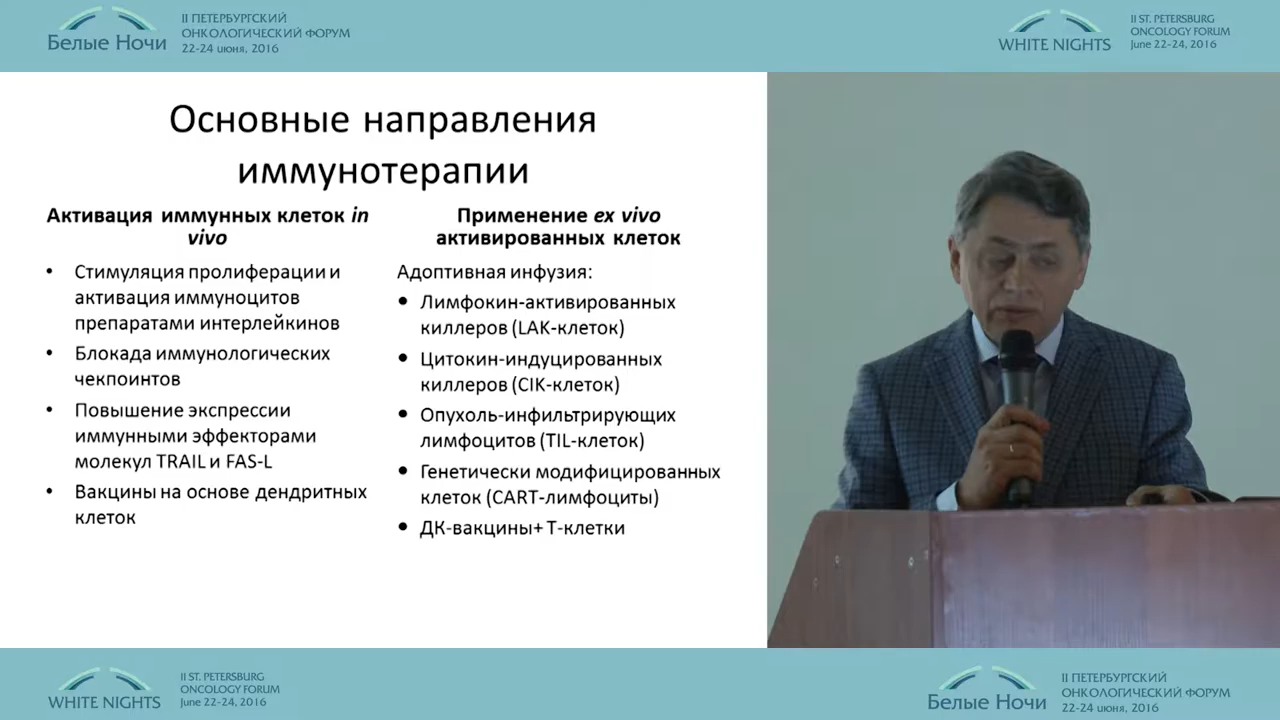 Белые Ночи
II ПЕТЕРБУРГСКИЙ
ОНКОЛОГИЧЕСКИЙ ФОРУМ
22-24 июня, 2016
WHITE NIGHTS
II ST. PETERSBURG
ONCOLOGY FORUM
June 22-24, 2016
Основные направления
иммунотерапии
Активация иммунных клеток in
vivo
• Стимуляция пролиферации и
активация иммуноцитов
препаратами интерлейкинов
• Блокада иммунологических
чекпоинтов
• Повышение экспрессии
иммунными эффекторами
молекул TRAIL и FAS-L
• Вакцины на основе дендритных
клеток
Применение ex vivo
активированных клеток
Адоптивная инфузия:
• Лимфокин-активированных
киллеров (LAK-клеток)
• Цитокин-индуцированных
киллеров (CIK-клеток)
• Опухоль-инфильтрирующих
лимфоцитов (TIL-клеток)
• Генетически модифицированных
клеток (CART-лимфоциты)
• ДК-вакцины+ Т-клетки
WHITE NIGHTS
II ST. PETERSBURG
ONCOLOGY FORUM
June 22-24, 2016
Белые Ночи
II ПЕТЕРБУРГСКИЙ
ОНКОЛОГИЧЕСКИЙ ФОРУМ
22-24 июня, 2016